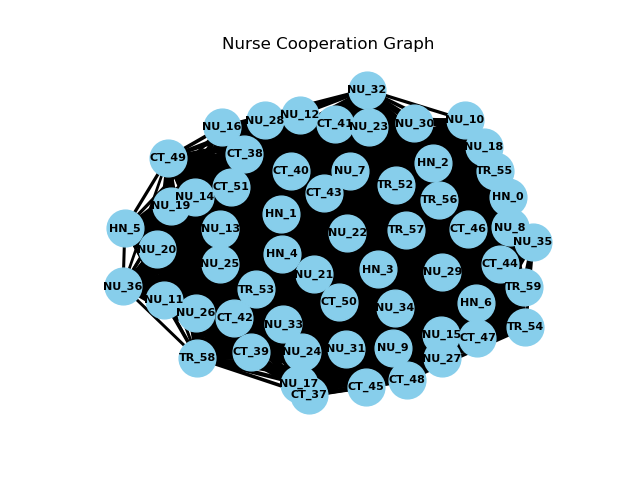 Nurse Cooperation Graph
NU_32
NU_12
NU_28
NU_10
NU_16
CT_41
NU_23
NU_30
NU_18
CT_38
CT_49
HN_2
CT_40
NU_7
TR_55
TR_52
CT_51
CT_43
NU_14
HN_0
TR_56
NU_19
HN_1
HN_5
NU_13
NU_22
TR_57
CT_46
NU_8
NU_35
NU_20
HN_4
NU_25
CT_44
HN_3
NU_21
NU_29
NU_36
TR_53
TR_59
NU_11
CT_50
HN_6
NU_34
NU_26
CT_42
NU_33
TR_54
NU_15
CT_47
NU_31
NU_9
CT_39
NU_24
TR_58
NU_27
CT_48
NU_17
CT_45
CT_37